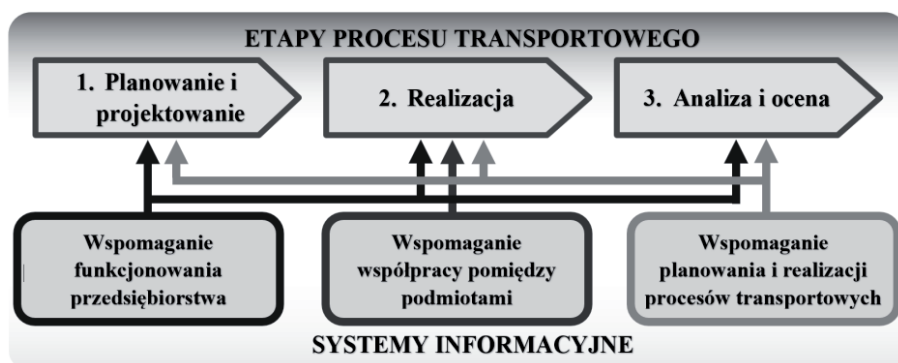 ETAPY PROCESU TRANSPORTOWEGO
1. Planowanie i
projektowanie
2. Realizacja
3. Analiza i ocena
Wspomaganie
funkcjonowania
przedsiębiorstwa
Wspomaganie
współpracy pomiędzy
podmiotami
Wspomaganie
planowania i realizacji
procesów transportowych
SYSTEMY INFORMACYJNE